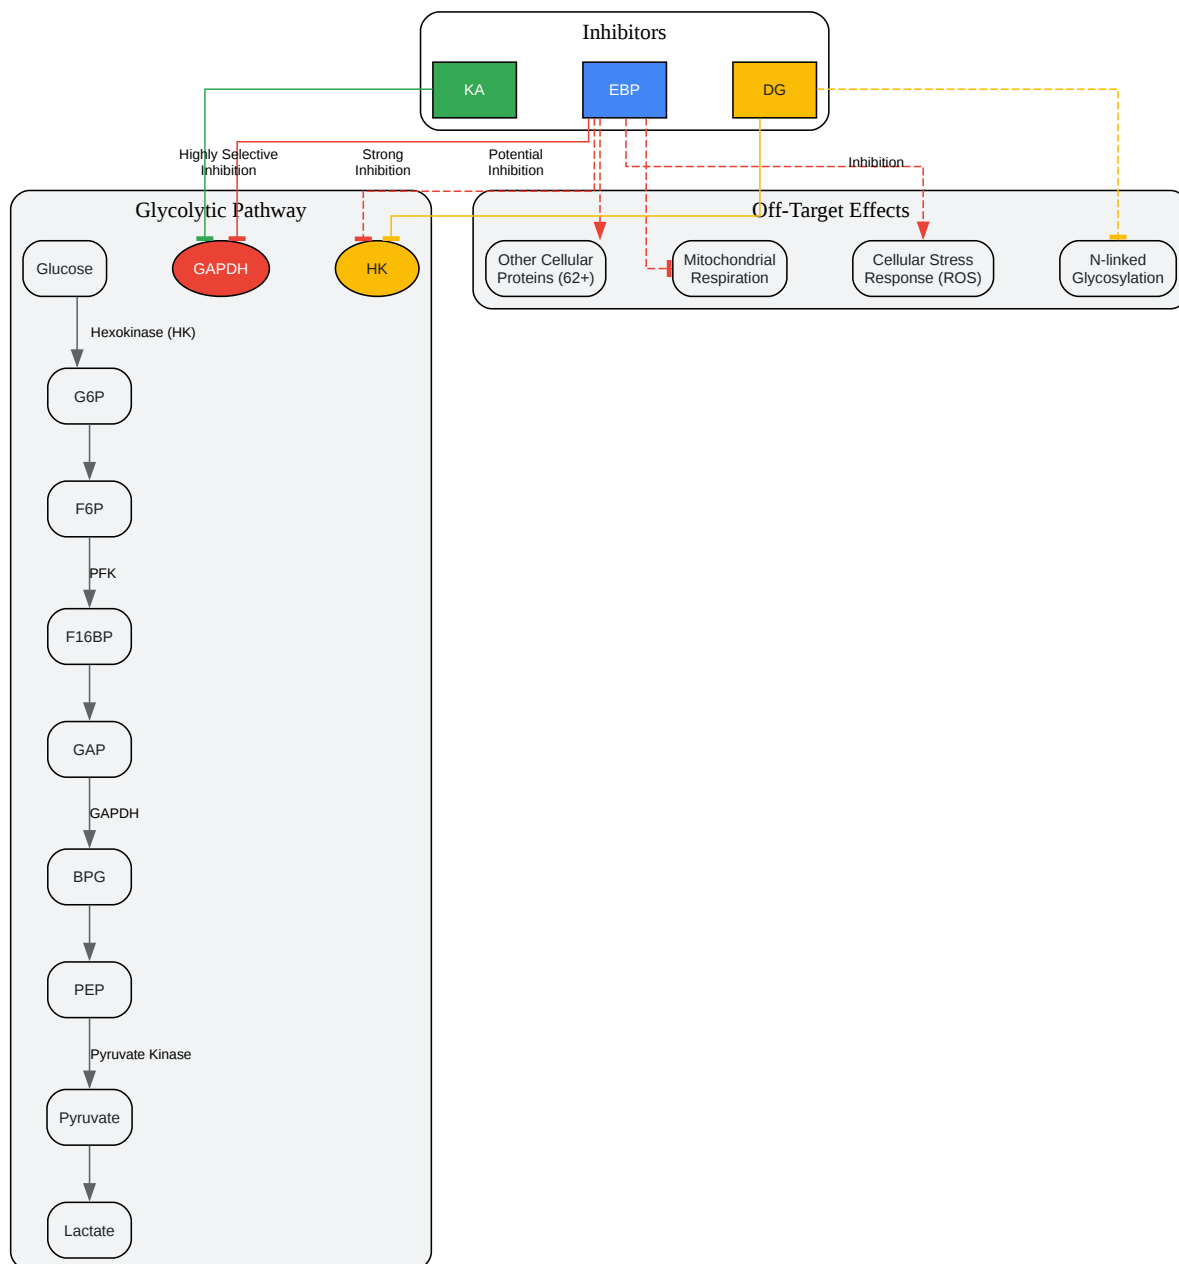 Inhibitors
KA
EBP
DG
Highly Selective
Inhibition
Strong
Inhibition
Potential
Inhibition
Inhibition
Glycolytic Pathway
Off-Target Effects
Glucose
GAPDH
HK
Other Cellular
Proteins (62+)
Mitochondrial
Respiration
Cellular Stress
Response (ROS)
N-linked
Glycosylation
Hexokinase (HK)
G6P
F6P
PFK
F16BP
GAP
GAPDH
BPG
PEP
Pyruvate Kinase
Pyruvate
Lactate